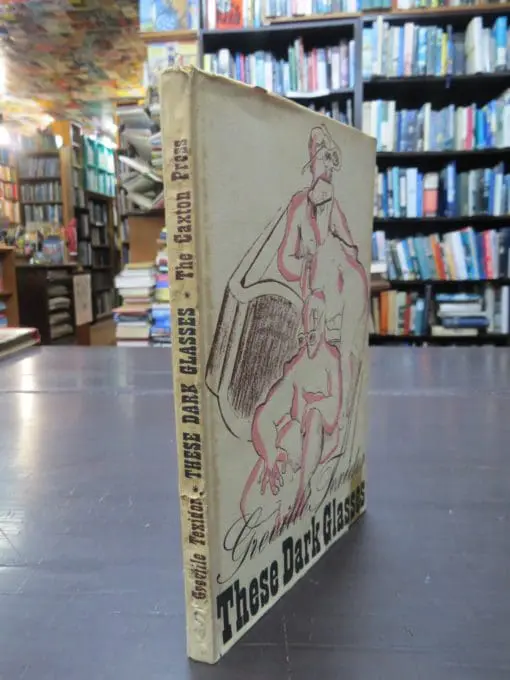 Greville Texidor · THESE DARK GLASSES · The Caxton Press
Greville Texidor
These Dark Glasses